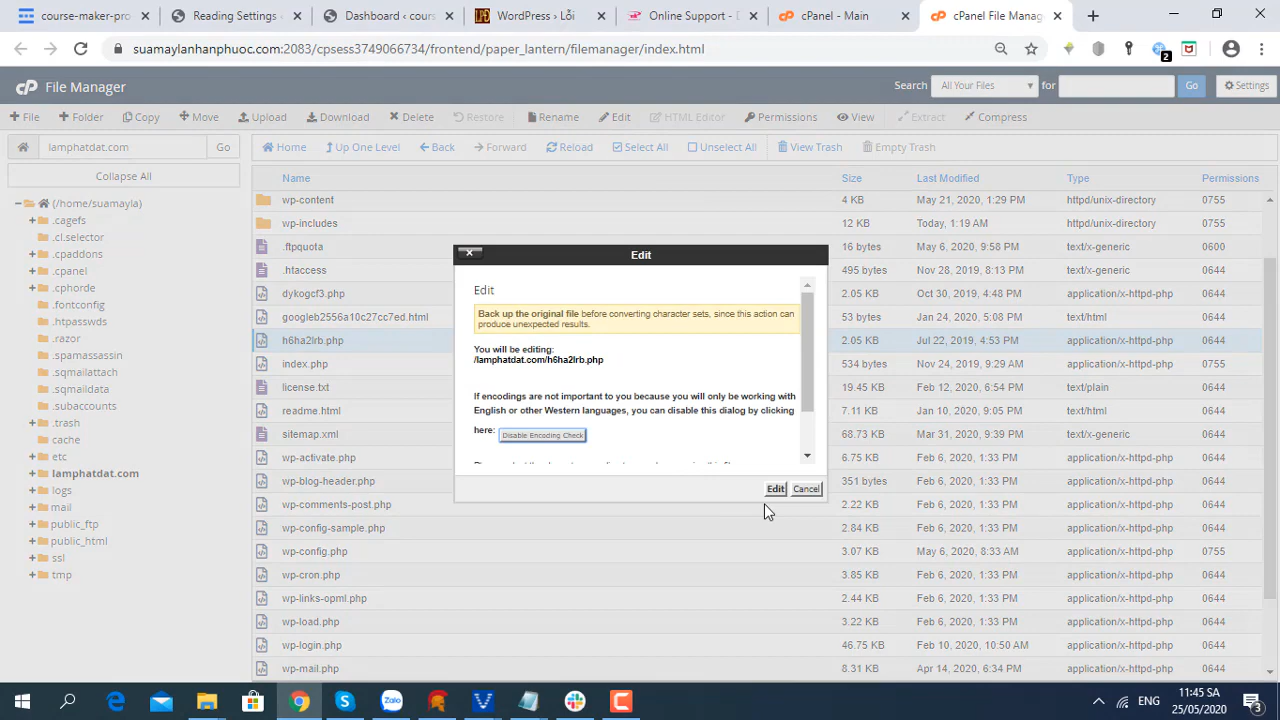 course-maker-pro
Reading Settings ‹
Dashboard ‹ cours
WordPress › Lỗi
Online Support
cPanel - Main
cPanel File Manag
suamaylanhanphuoc.com:2083/cpsess3749066734/frontend/paper_lantern/filemanager/index.html
2
cP File Manager
Search All Your Files for Go Settings
File Folder Copy Move Upload Download Delete Restore Rename Edit HTML Editor Permissions View Extract Compress
lamphatdat.com Go
Home Up One Level Back Forward Reload Select All Unselect All View Trash Empty Trash
Collapse All
Name Size Last Modified Type Permissions
(/home/suamayla)
.cagefs
.cl.selector
.cpaddons
.cpanel
.cphorde
.fontconfig
.htpasswds
.razor
.spamassassin
.sqmailattach
.sqmaildata
.subaccounts
.trash
cache
etc
lamphatdat.com
logs
mail
public_ftp
public_html
ssl
tmp
wp-content 4 KB May 21, 2020, 1:29 PM httpd/unix-directory 0755
wp-includes 12 KB Today, 1:19 AM httpd/unix-directory 0755
.ftpquota 16 bytes May 6, 2020, 9:58 PM text/x-generic 0600
.htaccess 495 bytes Nov 28, 2019, 8:13 PM text/x-generic 0644
dykogcf3.php 2.05 KB Oct 30, 2019, 4:48 PM application/x-httpd-php 0644
googleb2556a10c27cc7ed.html 53 bytes Jan 24, 2020, 5:08 PM text/html 0644
h6ha2lrb.php 2.05 KB Jul 22, 2019, 4:53 PM application/x-httpd-php 0644
index.php 534 bytes Nov 24, 2019, 9:29 AM application/x-httpd-php 0644
license.txt 19.45 KB Feb 12, 2020, 6:54 PM text/plain 0644
readme.html 7.11 KB Jan 10, 2020, 9:05 PM text/html 0644
sitemap.xml 68.73 KB Mar 31, 2020, 9:39 PM text/x-generic 0644
wp-activate.php 6.75 KB Feb 6, 2020, 1:33 PM application/x-httpd-php 0644
wp-blog-header.php 351 bytes Feb 6, 2020, 1:33 PM application/x-httpd-php 0644
wp-comments-post.php 2.22 KB Feb 6, 2020, 1:33 PM application/x-httpd-php 0644
wp-config-sample.php 2.84 KB Feb 6, 2020, 1:33 PM application/x-httpd-php 0644
wp-config.php 3.07 KB May 6, 2020, 8:33 AM application/x-httpd-php 0755
wp-cron.php 3.85 KB Feb 6, 2020, 1:33 PM application/x-httpd-php 0644
wp-links-opml.php 2.44 KB Feb 6, 2020, 1:33 PM application/x-httpd-php 0644
wp-load.php 3.22 KB Feb 6, 2020, 1:33 PM application/x-httpd-php 0644
wp-login.php 46.75 KB Feb 10, 2020, 10:50 AM application/x-httpd-php 0644
wp-mail.php 8.31 KB Apr 14, 2020, 6:34 PM application/x-httpd-php 0644
Edit
Edit
Back up the original file before converting character sets, since this action can
produce unexpected results.
You will be editing:
/lamphatdat.com/h6ha2lrb.php
If encodings are not important to you because you will only be working with
English or other Western languages, you can disable this dialog by clicking
here: Disable Encoding Check
Edit Cancel
Zalo
ENG
11:45 SA
25/05/2020
3